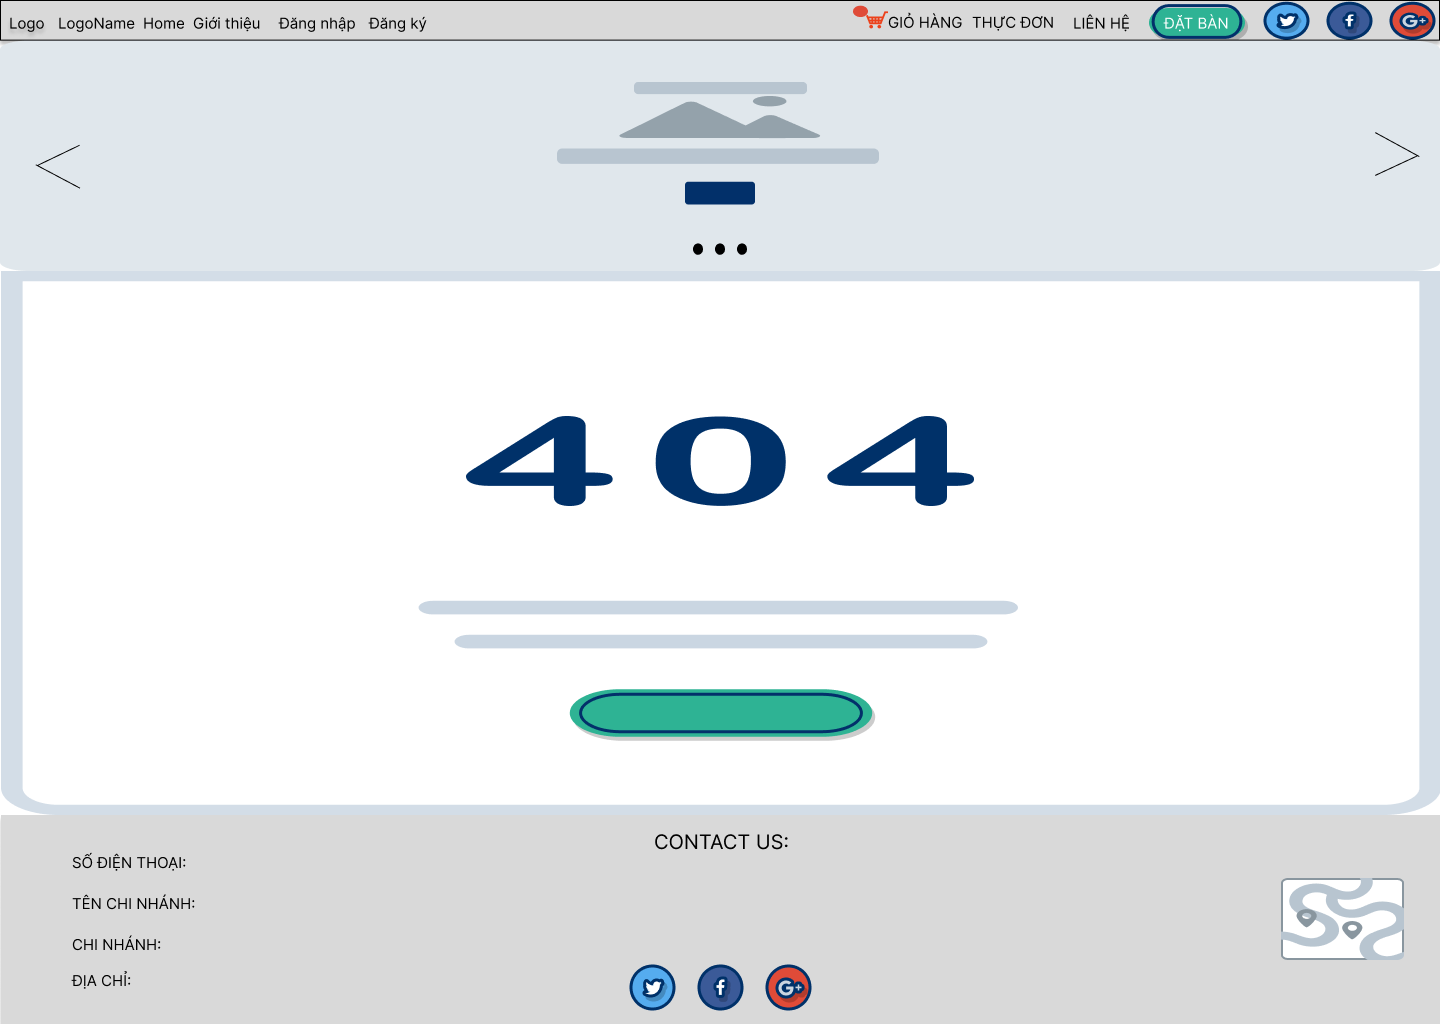 Logo LogoName Home Giới thiệu Đăng nhập Đăng ký GIỎ HÀNG THỰC ĐƠN LIÊN HỆ ĐẶT BÀN
404
CONTACT US:
SỐ ĐIỆN THOẠI:
TÊN CHI NHÁNH:
CHI NHÁNH:
ĐỊA CHỈ: